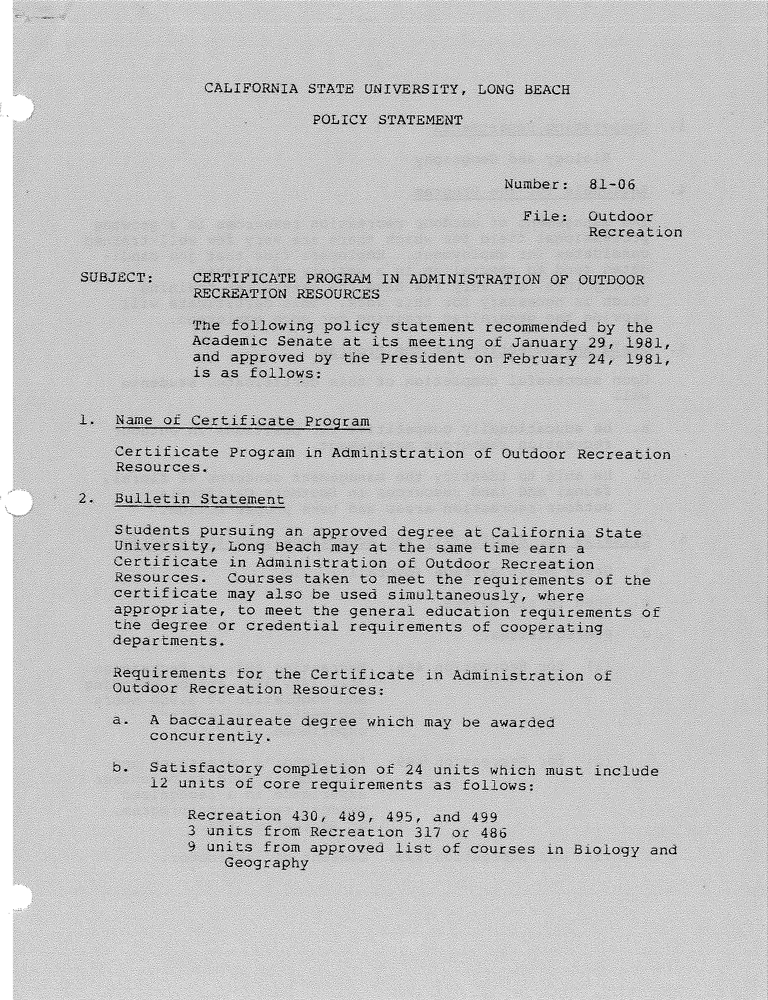 CALIFORNIA STATE UNIVERSITY, LONG BEACH
POLICY STATEMENT
Number: 81-06
File: Outdoor
Recreation
SUBJECT: CERTIFICATE PROGRAM IN ADMINISTRATION OF OUTDOOR
RECREATION RESOURCES
The following policy statement recommended by the
Academic Senate at its meeting of January 29, 1981,
and approved by the President on February 24, 1981,
is as follows:
1. Name of Certificate Program
Certificate Program in Administration of Outdoor Recreation
Resources.
2. Bulletin Statement
Students pursuing an approved degree at California State
University, Long Beach may at the same time earn a
Certificate in Administration of Outdoor Recreation
Resources. Courses taken to meet the requirements of the
certificate may also be used simultaneously, where
appropriate, to meet the general education requirements of
the degree or credential requirements of cooperating
departments.
Requirements for the Certificate in Administration of
Outdoor Recreation Resources:
a. A baccalaureate degree which may be awarded
concurrently.
b. Satisfactory completion of 24 units which must include
12 units of core requirements as follows:
Recreation 430, 489, 495, and 499
3 units from Recreation 317 or 486
9 units from approved list of courses in Biology and
Geography